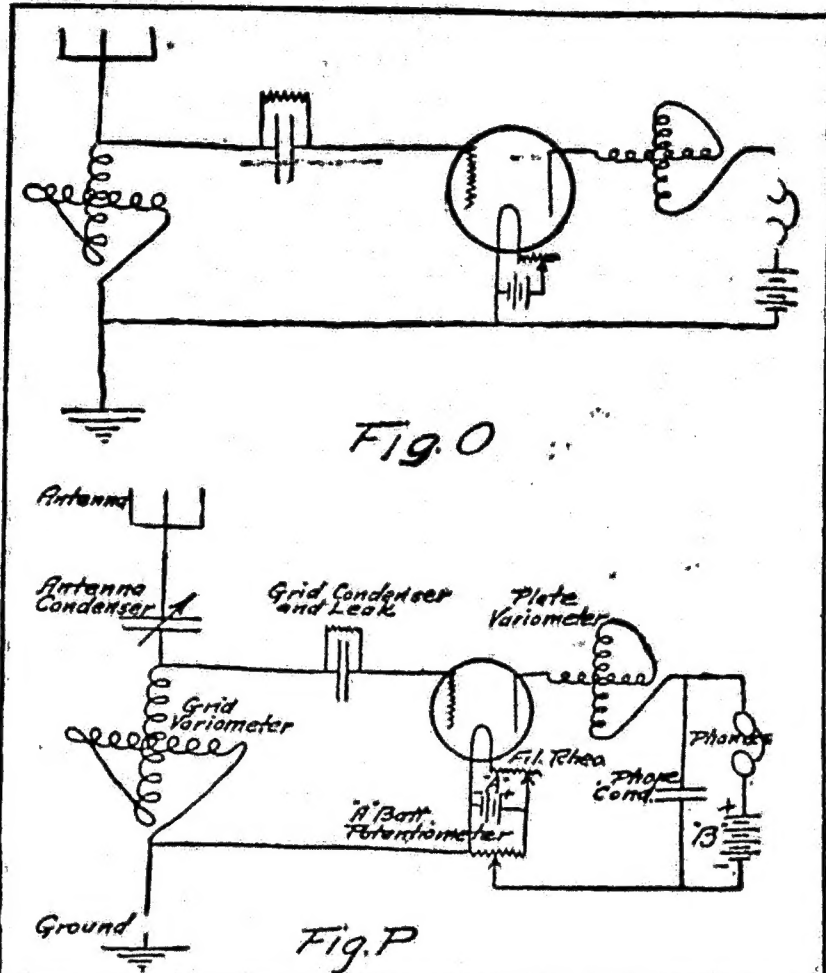 Fig. O
Antenna
Antenna
Condenser
Grid Condenser
and Leak
Plate
Variometer
Grid
Variometer
Fil. Rheo.
Phones
Phone
Cond.
"A"
+
"A" Batt.
Potentiometer
+
"B"
-
Ground
Fig. P